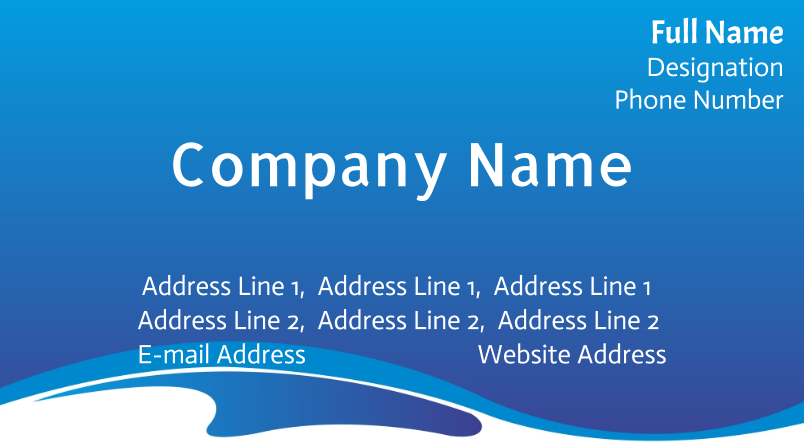 Full Name
Designation
Phone Number
Company Name
Address Line 1,  Address Line 1,  Address Line 1
Address Line 2,  Address Line 2,  Address Line 2
E-mail Address Website Address